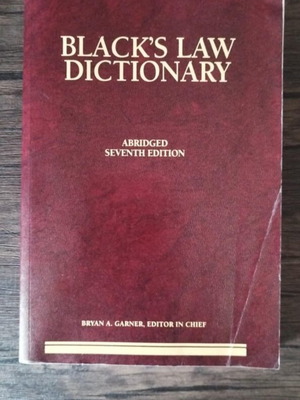 BLACK'S LAW
DICTIONARY
ABRIDGED
SEVENTH EDITION
BRYAN A. GARNER, EDITOR IN CHIEF